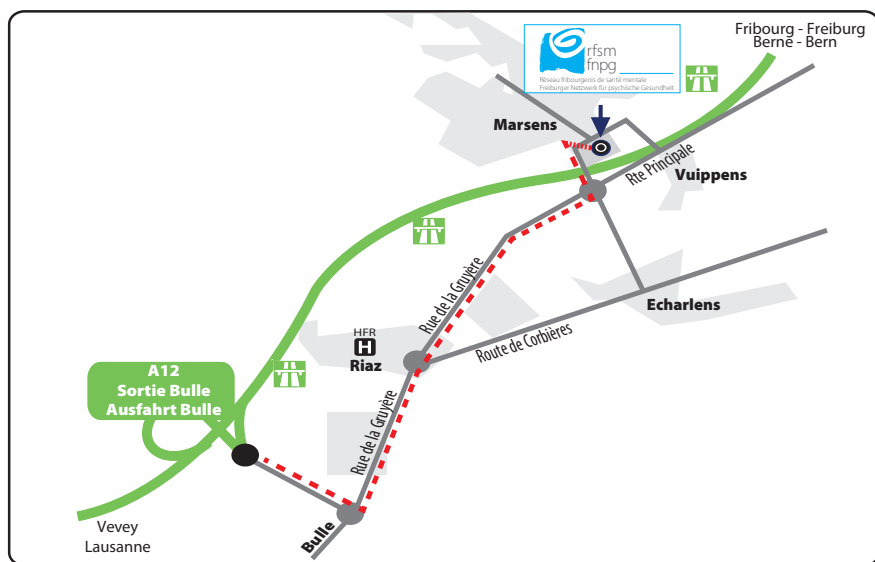 Fribourg - Freiburg
Berne - Bern
rfsm
fnpg
Réseau fribourgeois de santé mentale
Freiburger Netzwerk für psychische Gesundheit
Marsens
Rte Principale
Vuippens
Rue de la Gruyère
Echarlens
Route de Corbières
HFR
H
Riaz
A12
Sortie Bulle
Ausfahrt Bulle
Rue de la Gruyère
Bulle
Vevey
Lausanne